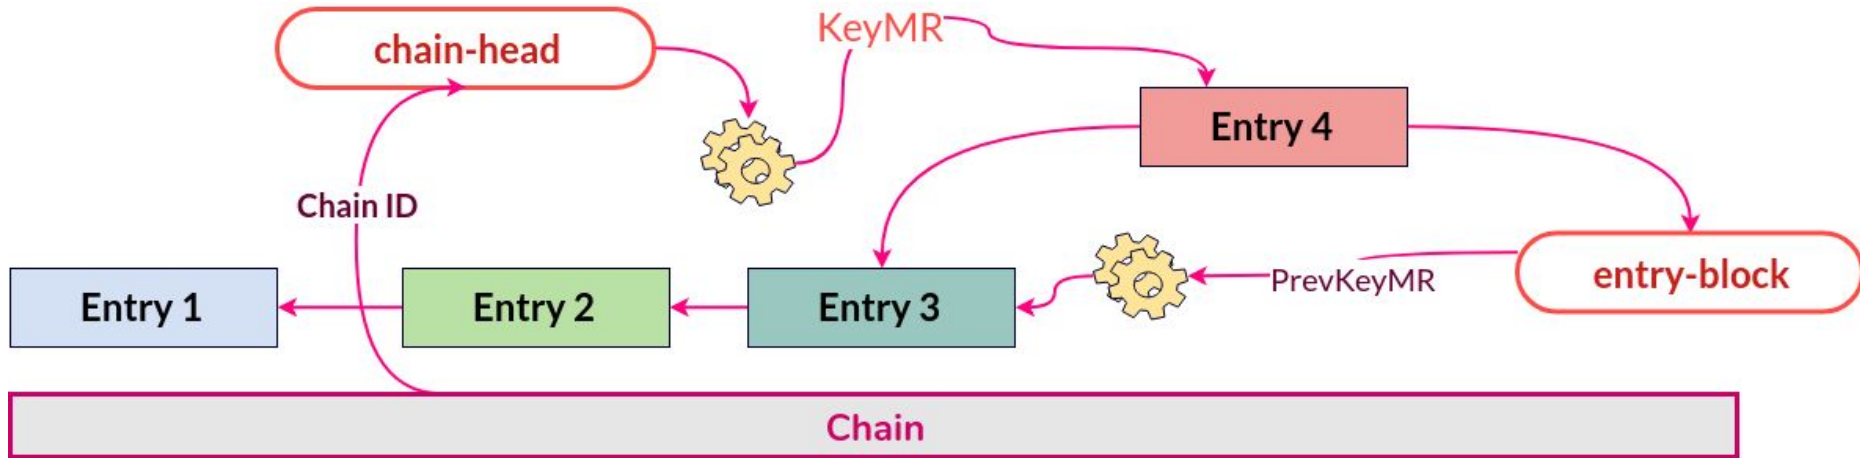 KeyMR
chain-head
Entry 4
Chain ID
entry-block
PrevKeyMR
Entry 1
Entry 2
Entry 3
Chain